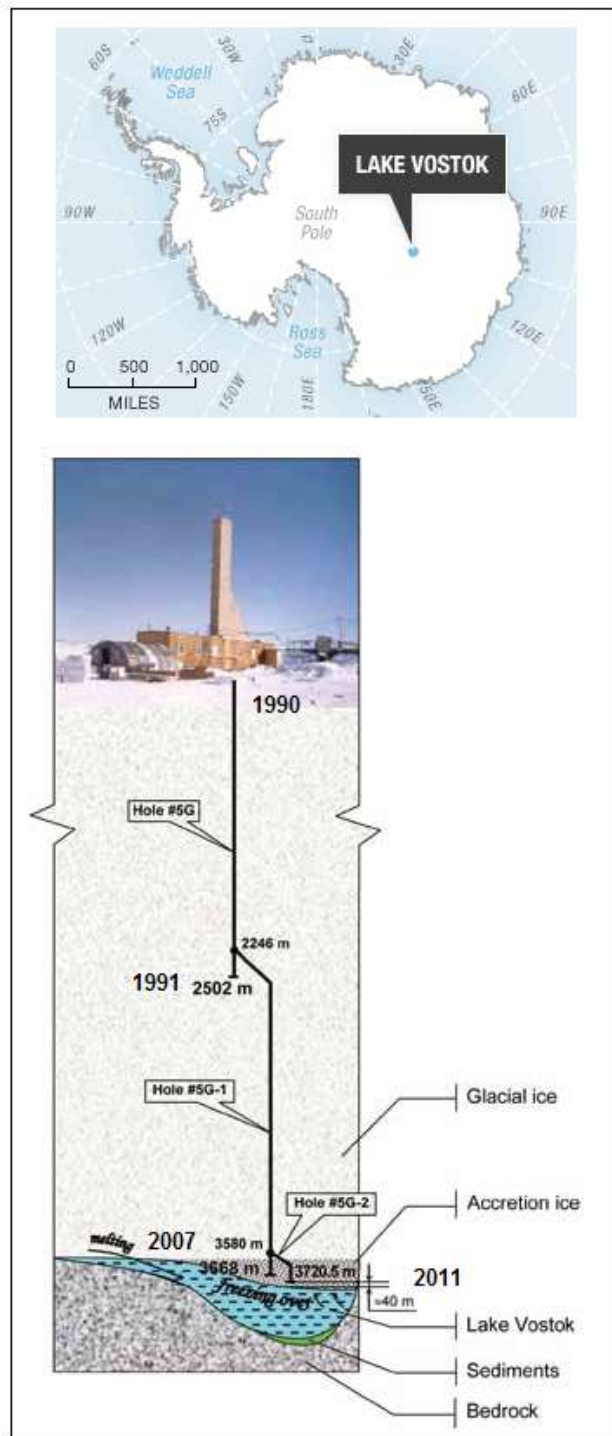 60S
30W
0
30E
Weddell
Sea
75S
60E
LAKE VOSTOK
90W
South
Pole
90E
Ross
Sea
120W
120E
0 500 1,000
MILES
150W
180E
150E
1990
Hole #5G
2246 m
1991
2502 m
Hole #5G-1
Glacial ice
Hole #5G-2
Accretion ice
melting
2007
3580 m
3668 m
3720.5 m
2011
freezing over
≈40 m
Lake Vostok
Sediments
Bedrock